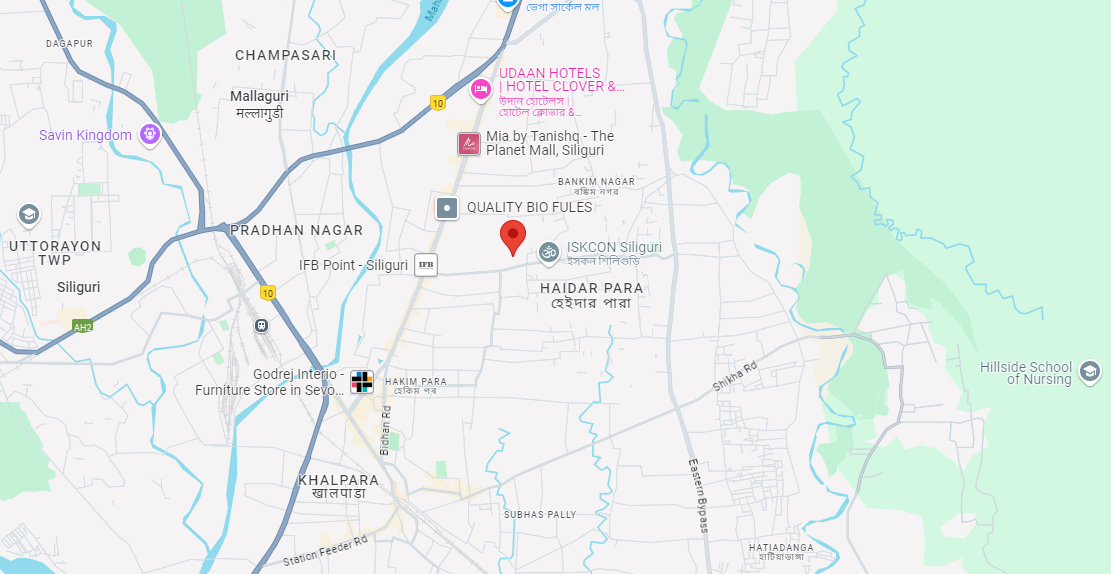 ভেগা সার্কেল মল
DAGAPUR
CHAMPASARI
UDAAN HOTELS
| HOTEL CLOVER &...
উদান হোটেলস |
হোটেল ক্লোভার &...
Mallaguri
मल्लागुडी
10
Savin Kingdom
Mia by Tanishq - The
Planet Mall, Siliguri
BANKIM NAGAR
বঙ্কিম নগর
QUALITY BIO FULES
UTTORAYON
TWP
PRADHAN NAGAR
ISKCON Siliguri
ইসকন শিলিগুড়ি
IFB Point - Siliguri
IFB
Siliguri
10
HAIDAR PARA
হেইদার পারা
AH2
Godrej Interio -
Furniture Store in Sevo...
HAKIM PARA
হেকিম পর
Shikha Rd
Hillside School
of Nursing
Bidhan Rd
KHALPARA
খালপাড়া
Eastern Bypass
SUBHAS PALLY
Station Feeder Rd
HATIADANGA
হাটিয়াডাঙ্গা